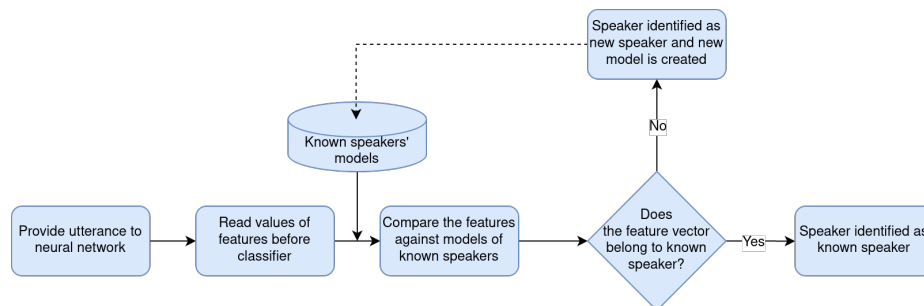 Speaker identified as
new speaker and new
model is created
No
Known speakers'
models
Provide utterance to
neural network
Read values of
features before
classifier
Compare the features
against models of
known speakers
Does
the feature vector
belong to known
speaker?
Yes
Speaker identified as
known speaker